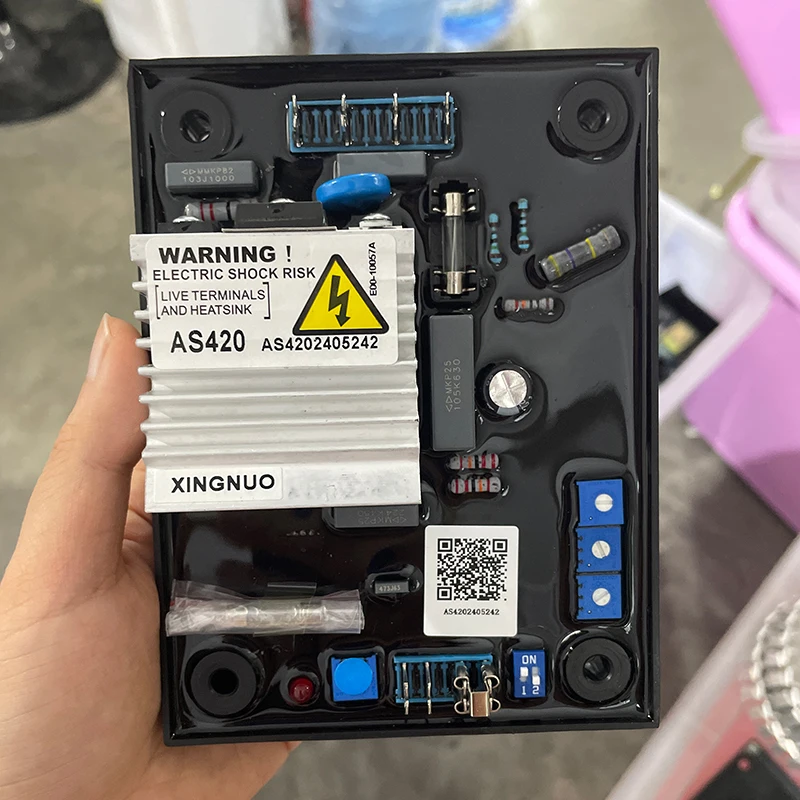 MMKP82
103J1000
WARNING !
ELECTRIC SHOCK RISK
LIVE TERMINALS
AND HEATSINK
E00-10057A
AS420
AS4202405242
MKP25
105K630
XINGNUO
473J63
AS4202405242
ON
1 2